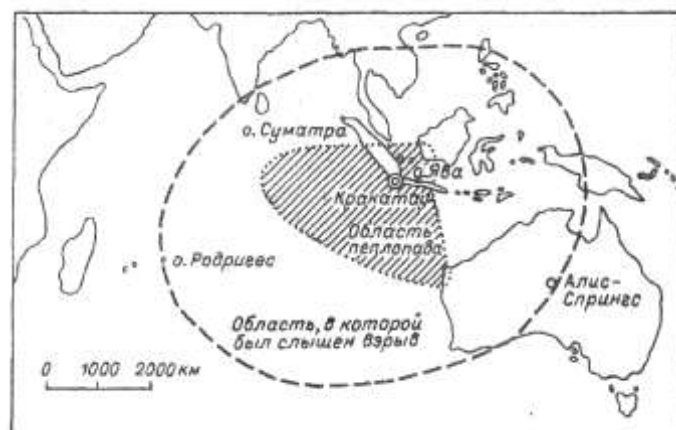 о. Суматра
о. Ява
Кракатау
Область
пеплопада
о. Родригес
Алис-
Спрингс
Область, в которой
был слышен взрыв
0 1000 2000 км